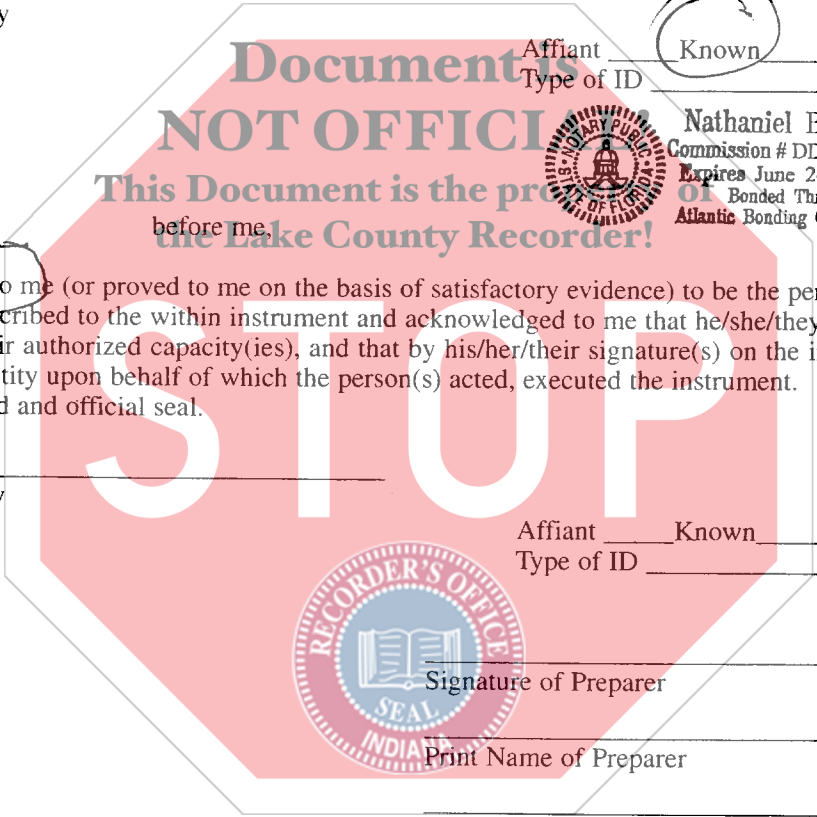 y
Affiant _____ Known
Type of ID
Document is
NOT OFFICIAL!
This Document is the property of
the Lake County Recorder!
NOTARY PUBLIC
STATE OF FLORIDA
Nathaniel
Commission # DD
Expires June 2
Bonded Thr
Atlantic Bonding
before me,
o me (or proved to me on the basis of satisfactory evidence) to be the per
cribed to the within instrument and acknowledged to me that he/she/they
ir authorized capacity(ies), and that by his/her/their signature(s) on the i
tity upon behalf of which the person(s) acted, executed the instrument.
d and official seal.
STOP
y
Affiant _____Known
Type of ID
RECORDER'S OFFICE
SEAL
INDIANA
Signature of Preparer
Print Name of Preparer